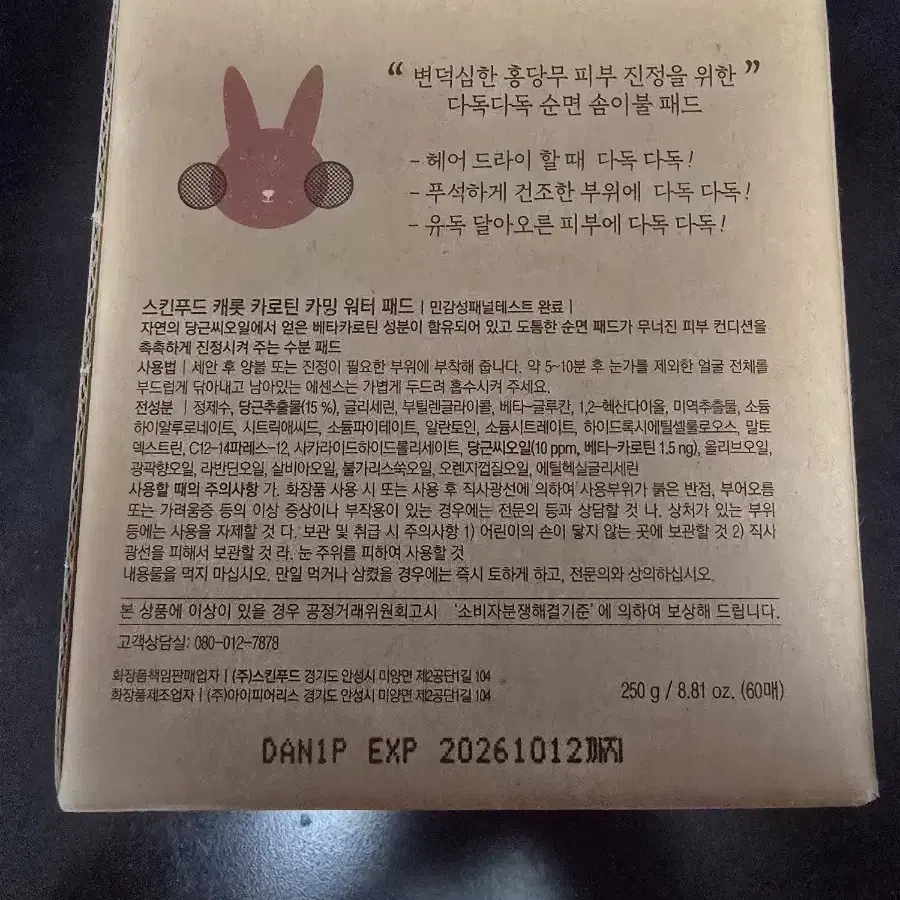 “ 변덕심한 홍당무 피부 진정을 위한 ”
다독다독 순면 솜이불 패드
- 헤어 드라이 할 때 다독 다독!
- 푸석하게 건조한 부위에 다독 다독!
- 유독 달아오른 피부에 다독 다독!
스킨푸드 캐롯 카로틴 카밍 워터 패드 | 민감성패널테스트 완료 |
자연의 당근씨오일에서 얻은 베타카로틴 성분이 함유되어 있고 도톰한 순면 패드가 무너진 피부 컨디션을
촉촉하게 진정시켜 주는 수분 패드
사용법 | 세안 후 양볼 또는 진정이 필요한 부위에 부착해 줍니다. 약 5~10분 후 눈가를 제외한 얼굴 전체를
부드럽게 닦아내고 남아있는 에센스는 가볍게 두드려 흡수시켜 주세요.
전성분 | 정제수, 당근추출물(15 %), 글리세린, 부틸렌글라이콜, 베타-글루칸, 1,2-헥산다이올, 미역추출물, 소듐
하이알루로네이트, 시트릭애씨드, 소듐파이테이트, 알란토인, 소듐시트레이트, 하이드록시에틸셀룰로오스, 말토
덱스트린, C12-14파레스-12, 사카라이드하이드롤리세이트, 당근씨오일(10 ppm, 베타-카로틴 1.5 ng), 올리브오일,
광곽향오일, 라반딘오일, 살비아오일, 불가리스쑥오일, 오렌지껍질오일, 에틸헥실글리세린
사용할 때의 주의사항 가. 화장품 사용 시 또는 사용 후 직사광선에 의하여 사용부위가 붉은 반점, 부어오름
또는 가려움증 등의 이상 증상이나 부작용이 있는 경우에는 전문의 등과 상담할 것 나. 상처가 있는 부위
등에는 사용을 자제할 것 다. 보관 및 취급 시 주의사항 1) 어린이의 손이 닿지 않는 곳에 보관할 것 2) 직사
광선을 피해서 보관할 것 라. 눈 주위를 피하여 사용할 것
내용물을 먹지 마십시오. 만일 먹거나 삼켰을 경우에는 즉시 토하게 하고, 전문의와 상의하십시오.
본 상품에 이상이 있을 경우 공정거래위원회고시 '소비자분쟁해결기준'에 의하여 보상해 드립니다.
고객상담실: 080-012-7878
화장품책임판매업자 | (주)스킨푸드 경기도 안성시 미양면 제2공단1길 104
화장품제조업자 | (주)아이피어리스 경기도 안성시 미양면 제2공단1길 104
250 g / 8.81 oz. (60매)
DAN1P EXP 20261012까지